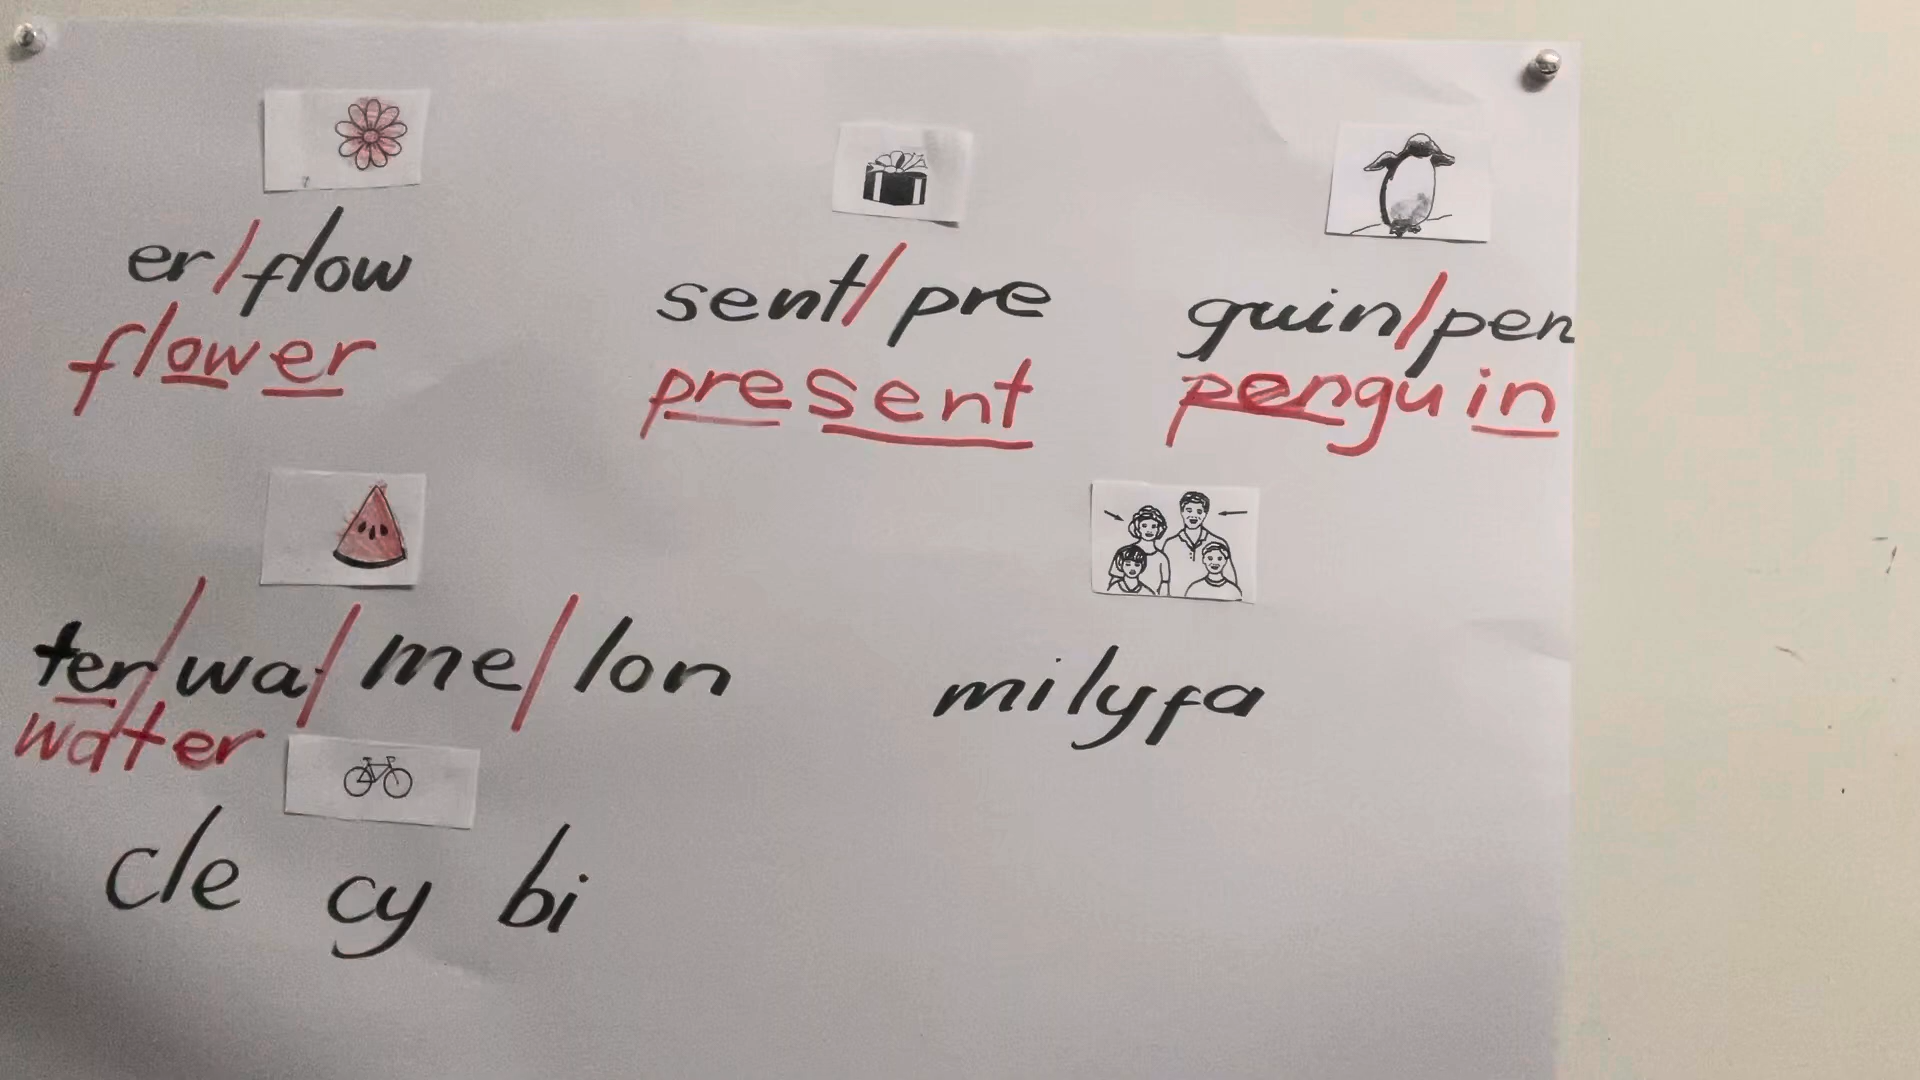 er/flow
flower
sent/pre
present
guin/pen
penguin
ter/wa/me/lon
water
milyfa
cle cy bi